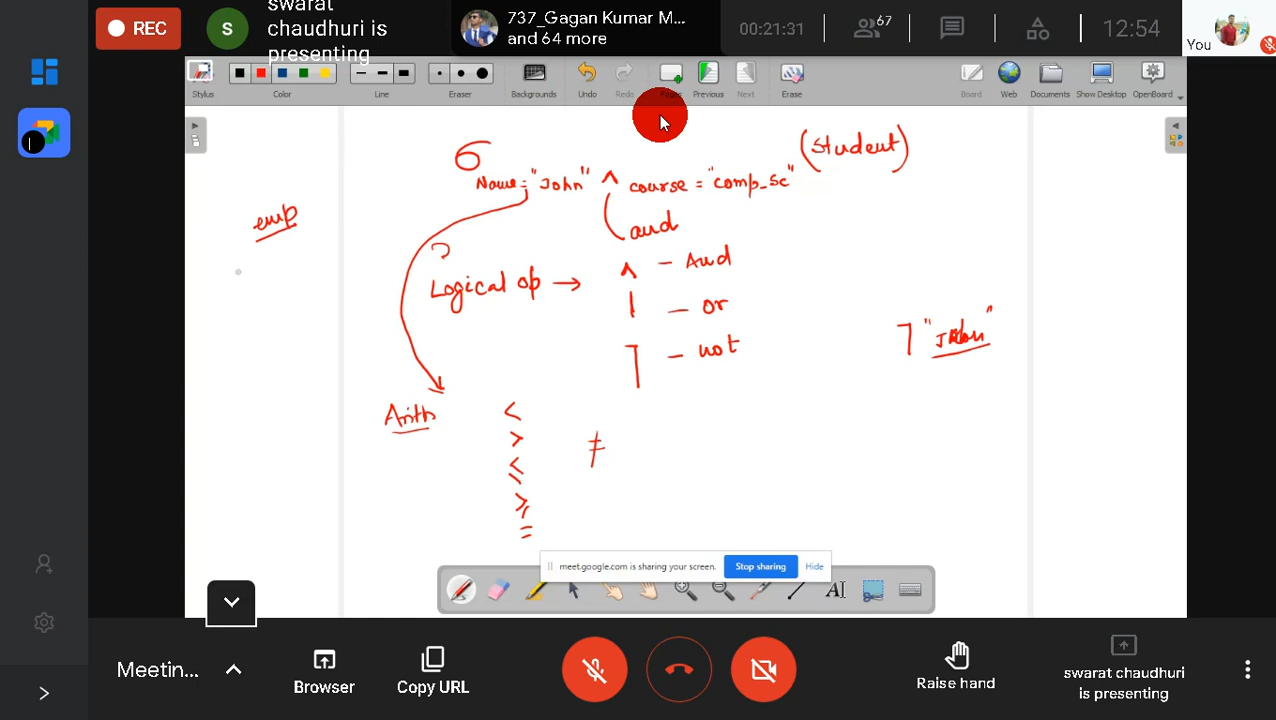 REC
S
swarat chaudhuri is presenting
737_Gagan Kumar M...
and 64 more
00:21:31
67
12:54
You
Stylus
Color
Line
Eraser
Backgrounds
Undo
Redo
Pages
Previous
Next
Erase
Board
Web
Documents
Show Desktop
OpenBoard
σ Name = "John" ^ course = "comp_Sc" (Student)
and
emp
Logical op → ^ - And
| - or
ㄱ - not
ㄱ "John"
Arith
<
>
≤
≥
=
≠
meet.google.com is sharing your screen.
Stop sharing
Hide
AI
Meetin...
Browser
Copy URL
Raise hand
swarat chaudhuri
is presenting